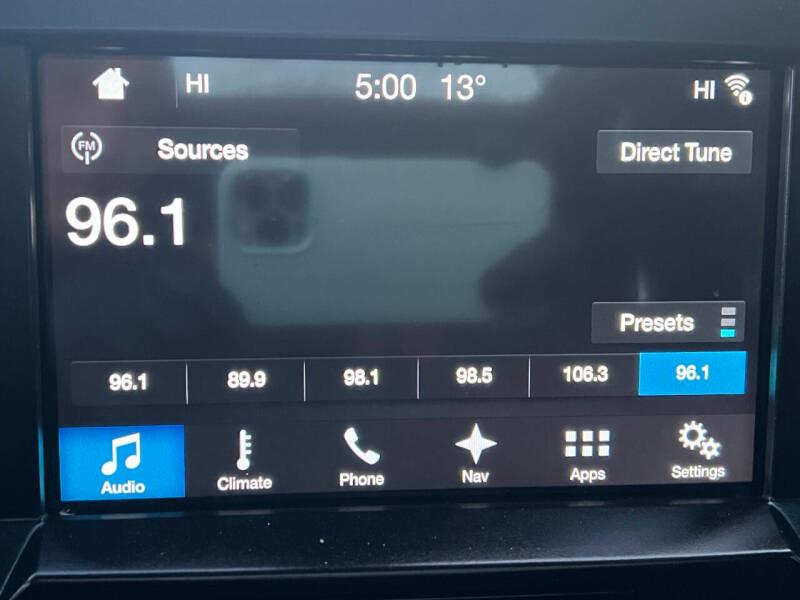 HI 5:00 13° HI
FM Sources Direct Tune
96.1
Presets
96.1 89.9 98.1 98.5 106.3 96.1
Audio Climate Phone Nav Apps Settings